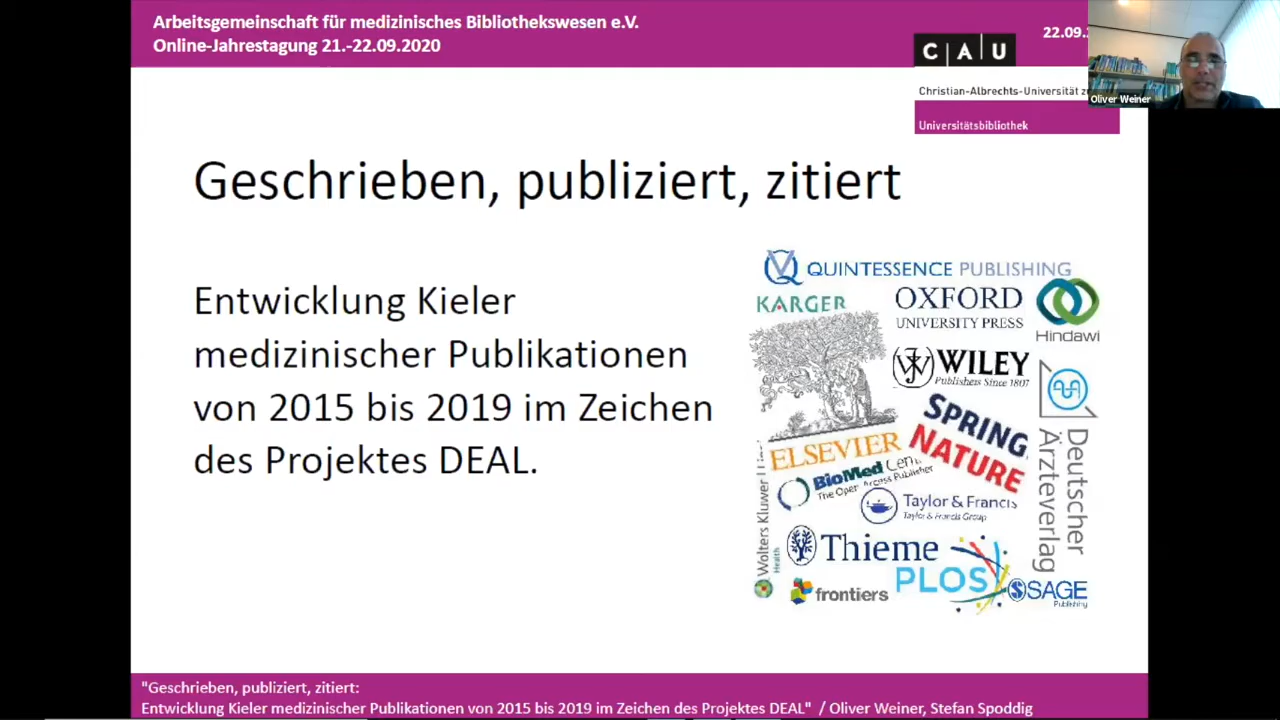 Arbeitsgemeinschaft für medizinisches Bibliothekswesen e.V.
Online-Jahrestagung 21.-22.09.2020
22.09.
C A U
Christian-Albrechts-Universität
Universitätsbibliothek
Oliver Weiner
Geschrieben, publiziert, zitiert
Entwicklung Kieler
medizinischer Publikationen
von 2015 bis 2019 im Zeichen
des Projektes DEAL.
QUINTESSENCE PUBLISHING
KARGER
OXFORD
UNIVERSITY PRESS
Hindawi
WILEY
Publishers Since 1807
SPRING
NATURE
ELSEVIER
BioMed Cen
The Open Access Publisher
Taylor & Francis
Taylor & Francis Group
Deutscher
Ärzteverlag
Wolters Kluwer
Health
Thieme
PLOS
frontiers
SAGE
Publishing
"Geschrieben, publiziert, zitiert:
Entwicklung Kieler medizinischer Publikationen von 2015 bis 2019 im Zeichen des Projektes DEAL" / Oliver Weiner, Stefan Spoddig